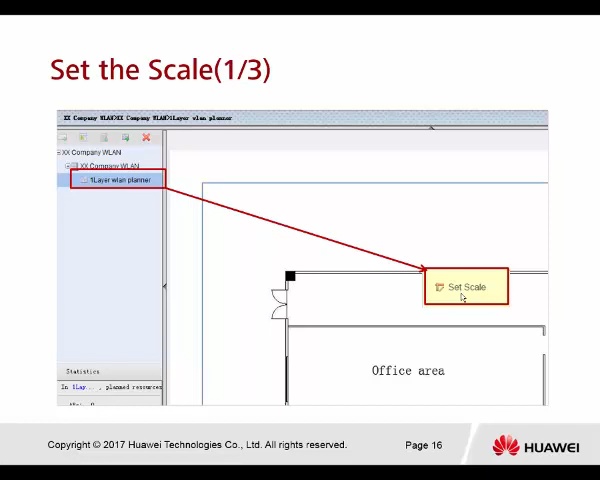 Set the Scale(1/3)
XX Company WLAN>XX Company WLAN>1Layer wlan planner
XX Company WLAN
XX Company WLAN
1Layer wlan planner
Set Scale
Office area
Statistics
In 1Lay... , planned resources
Copyright © 2017 Huawei Technologies Co., Ltd. All rights reserved.
Page 16
HUAWEI